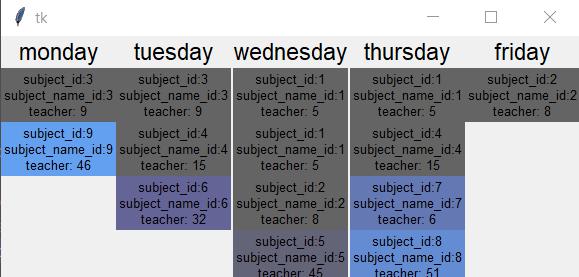 tk
monday tuesday wednesday thursday friday
subject_id:3 subject_id:3 subject_id:1 subject_id:1 subject_id:2
subject_name_id:3 subject_name_id:3 subject_name_id:1 subject_name_id:1 subject_name_id:2
teacher: 9 teacher: 9 teacher: 5 teacher: 5 teacher: 8
subject_id:9 subject_id:4 subject_id:1 subject_id:4
subject_name_id:9 subject_name_id:4 subject_name_id:1 subject_name_id:4
teacher: 46 teacher: 15 teacher: 5 teacher: 15
subject_id:6 subject_id:2 subject_id:7
subject_name_id:6 subject_name_id:2 subject_name_id:7
teacher: 32 teacher: 8 teacher: 6
subject_id:5 subject_id:8
subject_name_id:5 subject_name_id:8
teacher: 45 teacher: 51